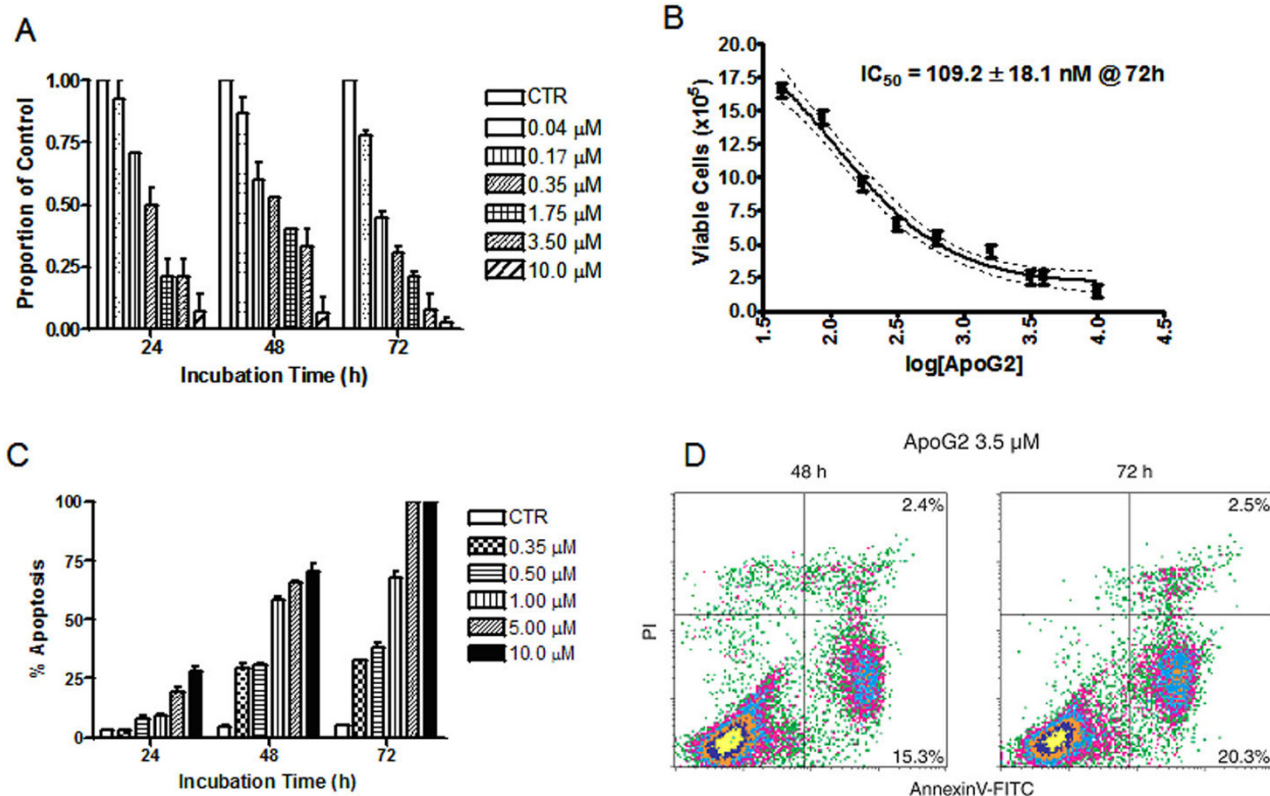 A
1.00
0.75
0.50
0.25
0.00
Proportion of Control
24 48 72
Incubation Time (h)
CTR
0.04 µM
0.17 µM
0.35 µM
1.75 µM
3.50 µM
10.0 µM
B
20.0
17.5
15.0
12.5
10.0
7.5
5.0
2.5
0.0
Viable Cells (x10⁵)
IC₅₀ = 109.2 ± 18.1 nM @ 72h
1.5 2.0 2.5 3.0 3.5 4.0 4.5
log[ApoG2]
C
100
75
50
25
0
% Apoptosis
24 48 72
Incubation Time (h)
CTR
0.35 µM
0.50 µM
1.00 µM
5.00 µM
10.0 µM
D
ApoG2 3.5 µM
48 h 72 h
2.4% 2.5%
PI
15.3% 20.3%
AnnexinV-FITC